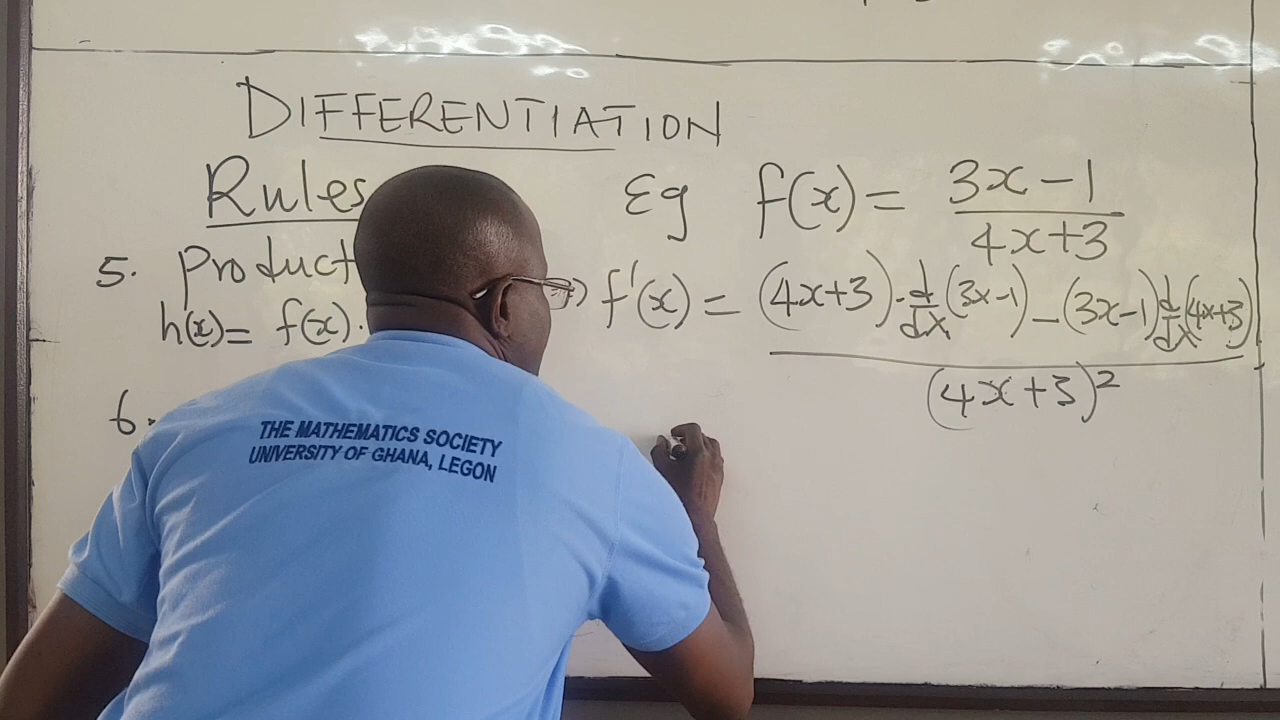 DIFFERENTIATION
Rules
5. Product
h(x)= f(x).
6.
Eg f(x) = 3x-1
4x+3
⇒ f'(x) = (4x+3).d/dx(3x-1) - (3x-1)d/dx(4x+3)
(4x+3)²
THE MATHEMATICS SOCIETY
UNIVERSITY OF GHANA, LEGON